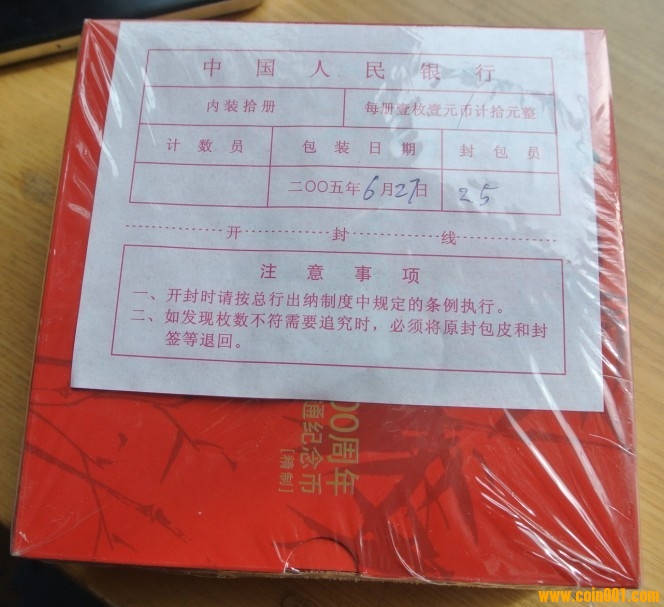 中国人民银行
内装拾册 每册壹枚壹元币计拾元整
计数员 包装日期 封包员
二〇〇五年6月27日 25
开封线
注意事项
一、开封时请按总行出纳制度中规定的条例执行。
二、如发现枚数不符需要追究时，必须将原封包皮和封
签等退回。
00周年
通纪念币
[精制]
www.coin001.com